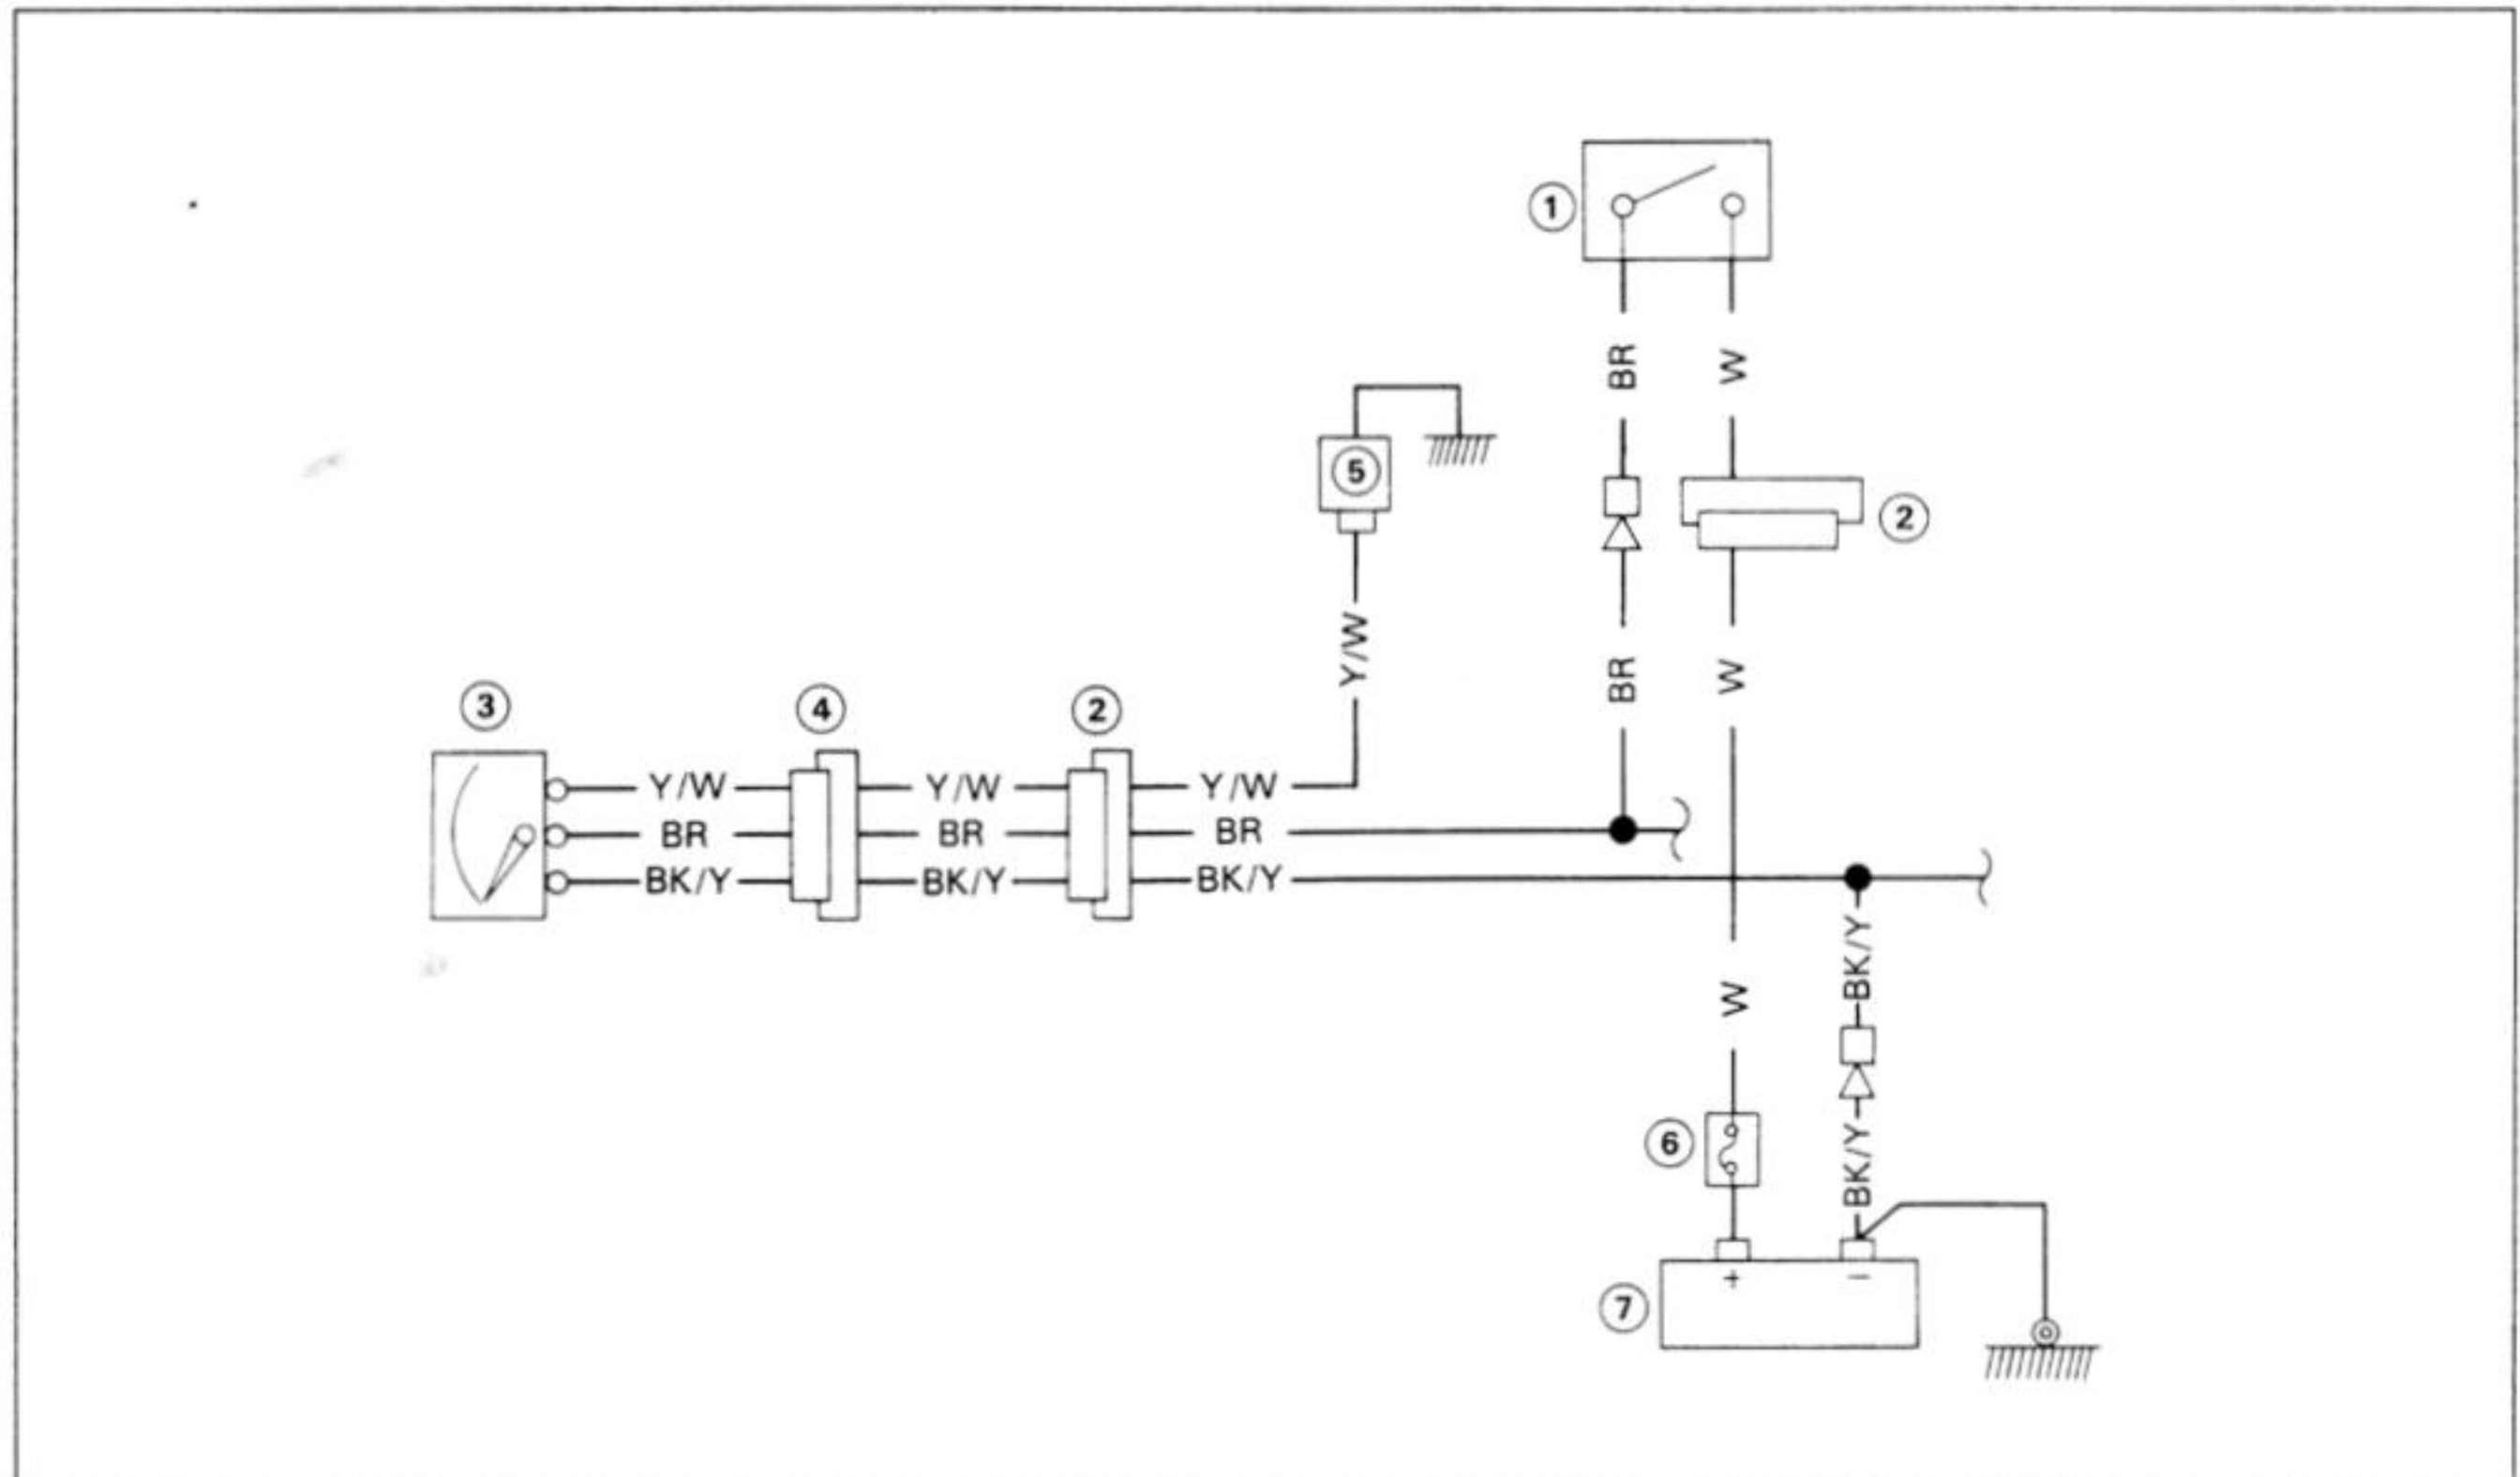 1
BR W
5
2
Y/W
BR W
3 4 2
Y/W Y/W Y/W
BR BR BR
BK/Y BK/Y BK/Y
BK/Y
W
6
BK/Y
+ −
7